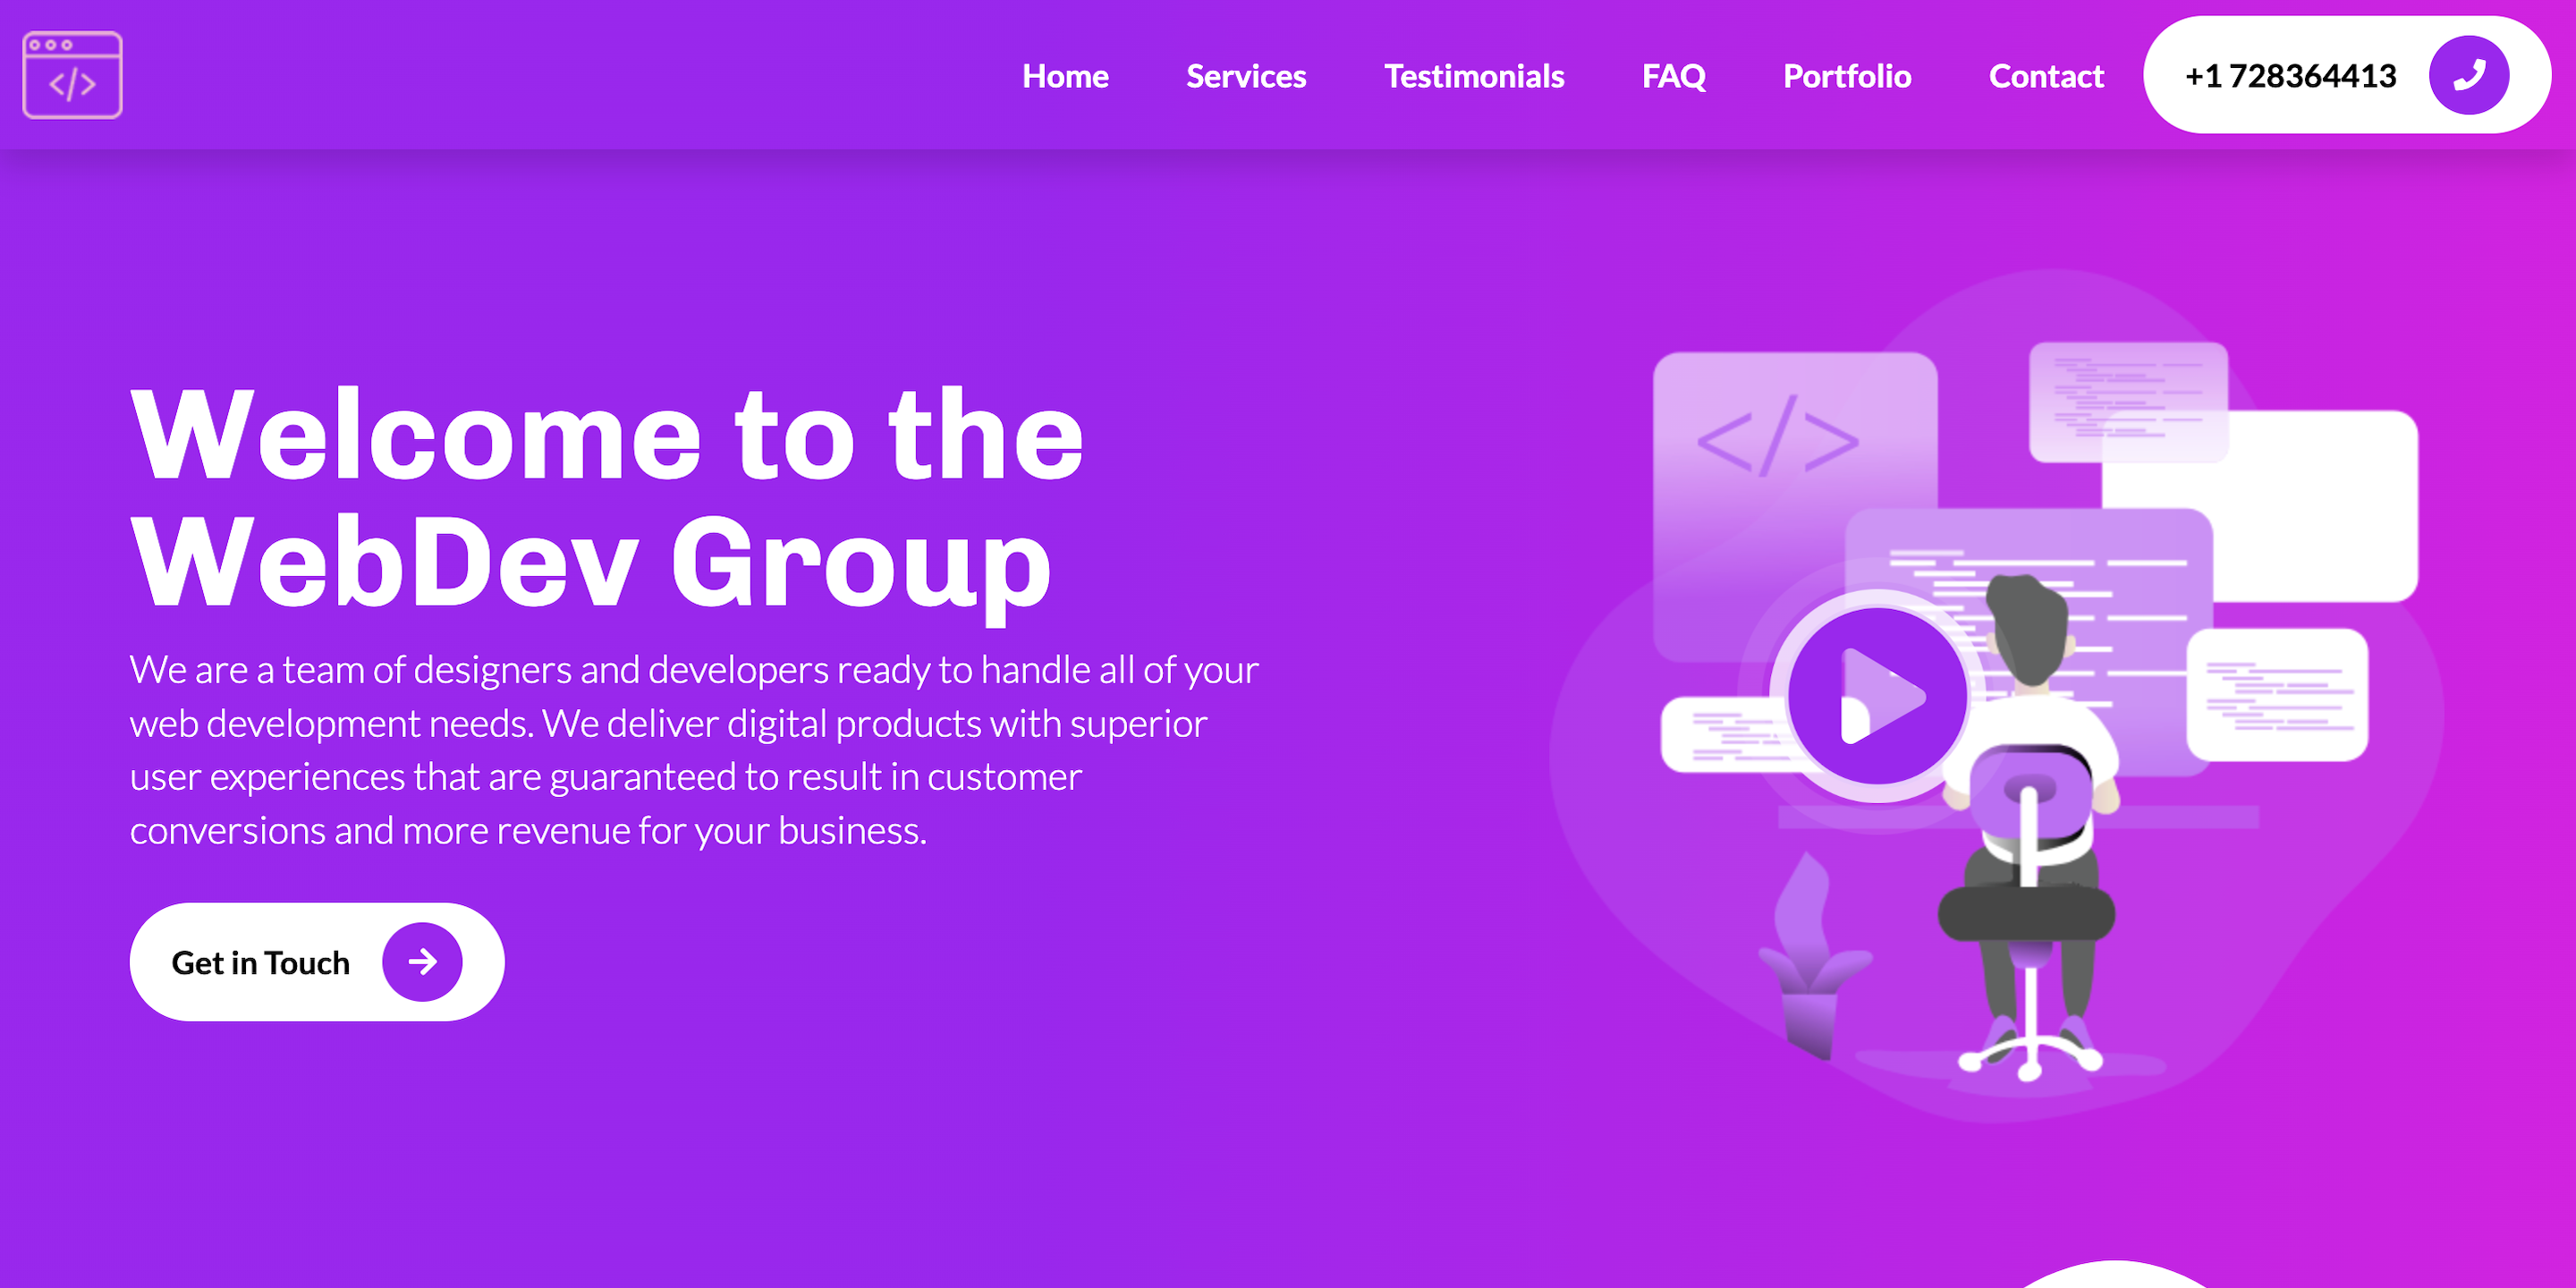 </>
Home
Services
Testimonials
FAQ
Portfolio
Contact
+1 728364413
Welcome to the
WebDev Group
We are a team of designers and developers ready to handle all of your
web development needs. We deliver digital products with superior
user experiences that are guaranteed to result in customer
conversions and more revenue for your business.
Get in Touch
</>